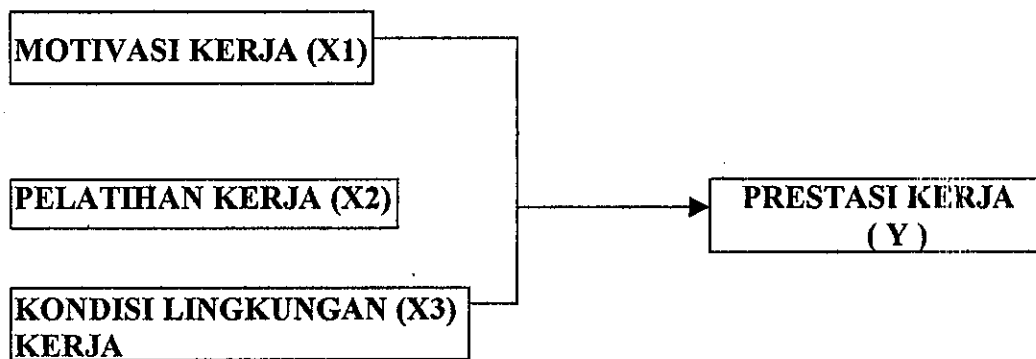 MOTIVASI KERJA (X1)
PELATIHAN KERJA (X2)
KONDISI LINGKUNGAN (X3)
KERJA
PRESTASI KERJA
( Y )